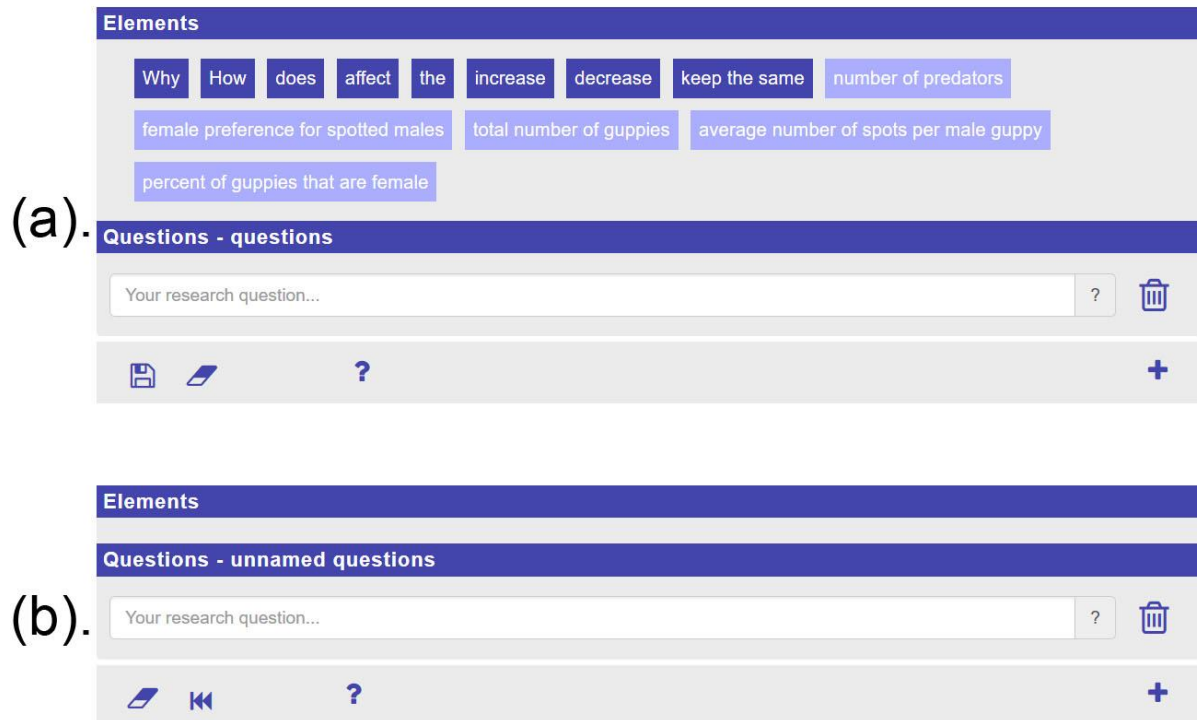 Elements
Why How does affect the increase decrease keep the same number of predators
female preference for spotted males total number of guppies average number of spots per male guppy
percent of guppies that are female
(a).
Questions - questions
Your research question... ?
? +
Elements
Questions - unnamed questions
(b).
Your research question... ?
? +